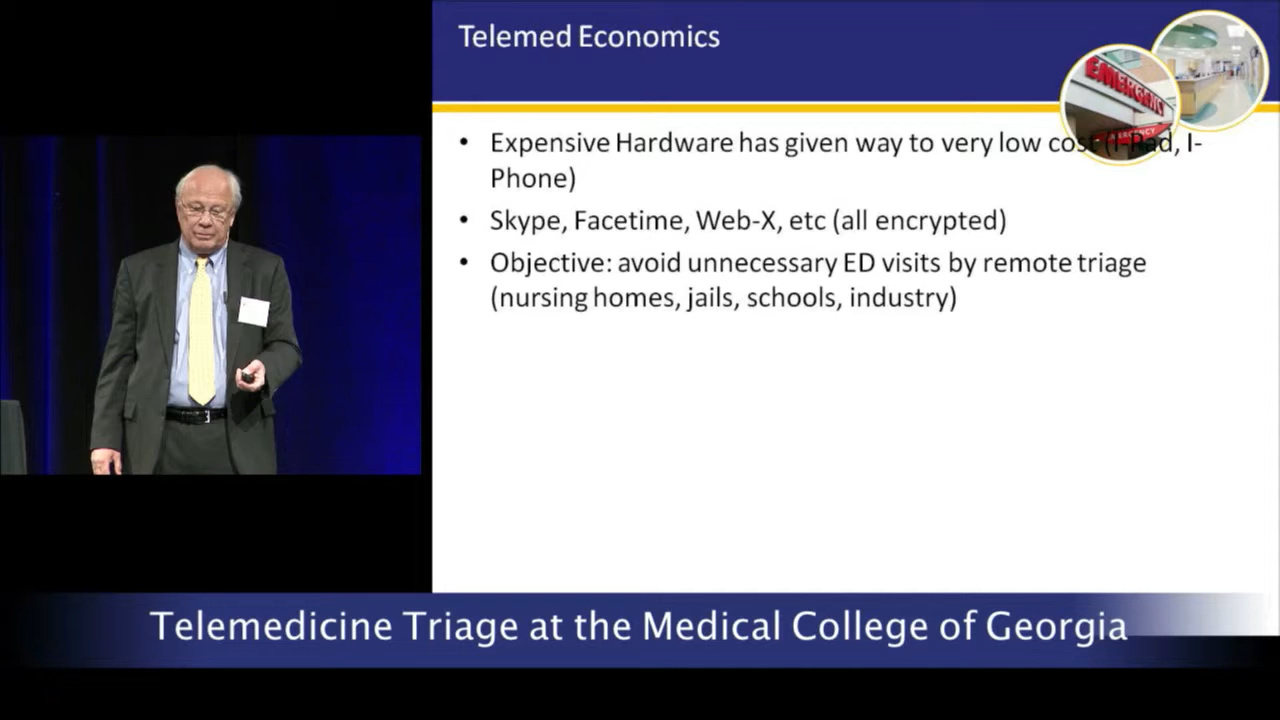 Telemed Economics
EMERGENCY
EMERGENCY
• Expensive Hardware has given way to very low cost (I-Pad, I-
Phone)
• Skype, Facetime, Web-X, etc (all encrypted)
• Objective: avoid unnecessary ED visits by remote triage
(nursing homes, jails, schools, industry)
Telemedicine Triage at the Medical College of Georgia